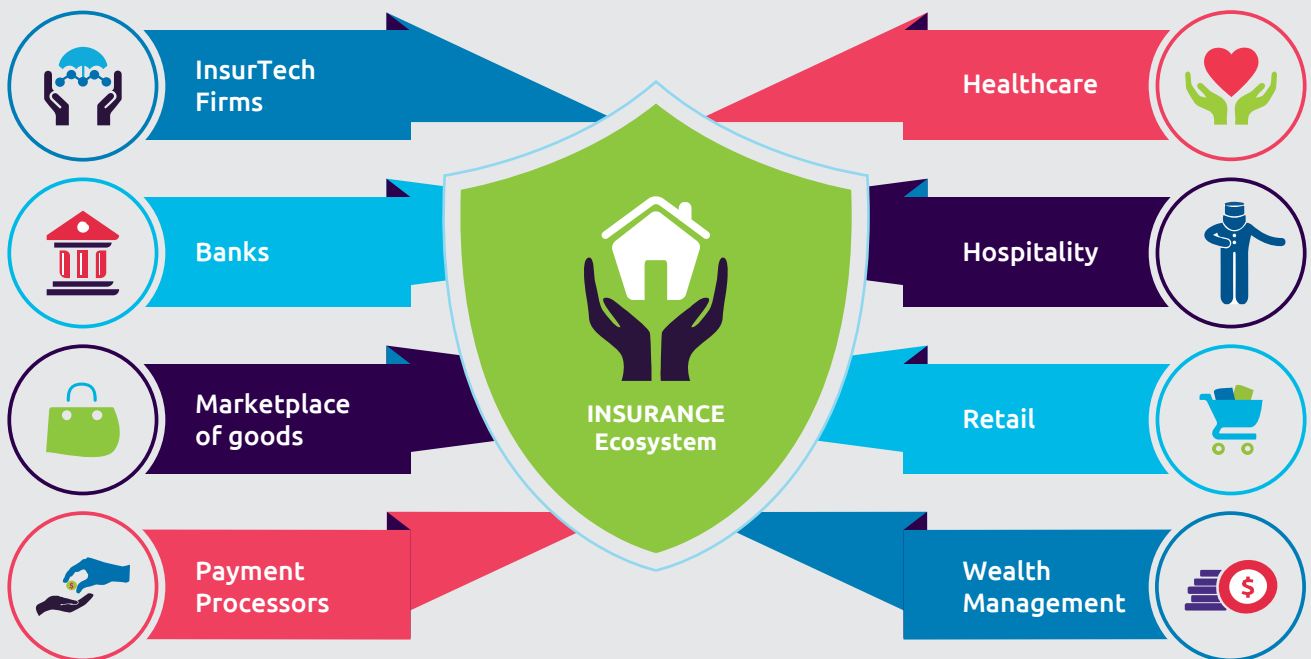 InsurTech
Firms
Banks
Marketplace
of goods
Payment
Processors
INSURANCE
Ecosystem
Healthcare
Hospitality
Retail
Wealth
Management
$
$